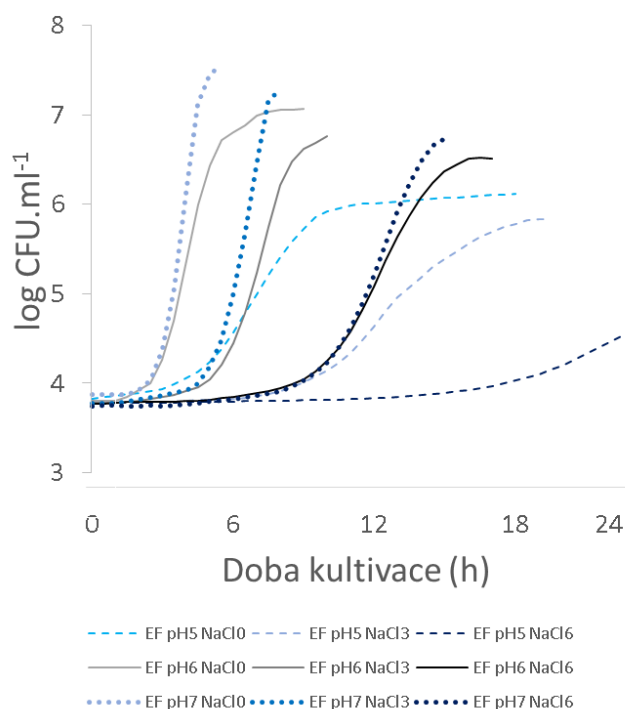 8
7
6
5
4
3
log CFU.ml⁻¹
0 6 12 18 24
Doba kultivace (h)
EF pH5 NaCl0 EF pH5 NaCl3 EF pH5 NaCl6
EF pH6 NaCl0 EF pH6 NaCl3 EF pH6 NaCl6
EF pH7 NaCl0 EF pH7 NaCl3 EF pH7 NaCl6